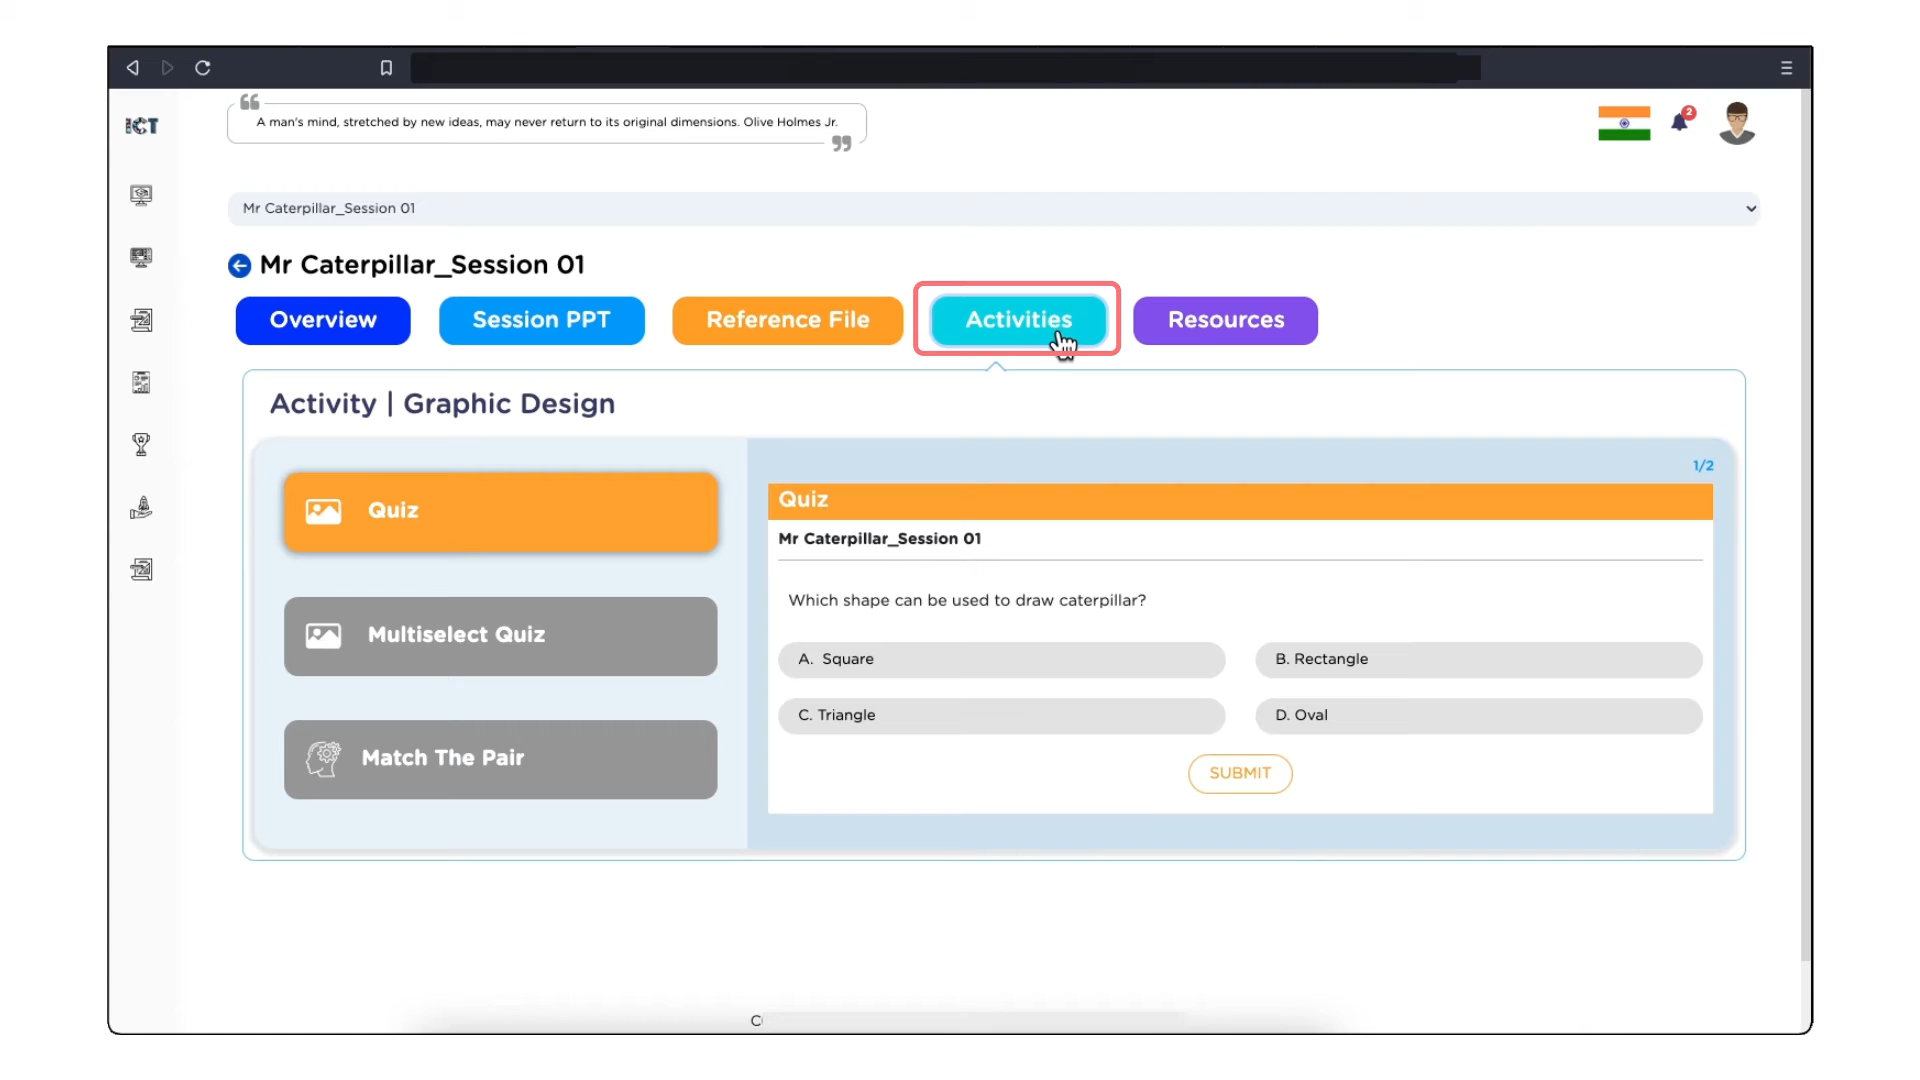 A man's mind, stretched by new ideas, may never return to its original dimensions. Olive Holmes Jr.
ICT
2
Mr Caterpillar_Session 01
Mr Caterpillar_Session 01
Overview
Session PPT
Reference File
Activities
Resources
Activity | Graphic Design
1/2
Quiz
Quiz
Mr Caterpillar_Session 01
Which shape can be used to draw caterpillar?
Multiselect Quiz
A. Square
B. Rectangle
C. Triangle
D. Oval
Match The Pair
SUBMIT